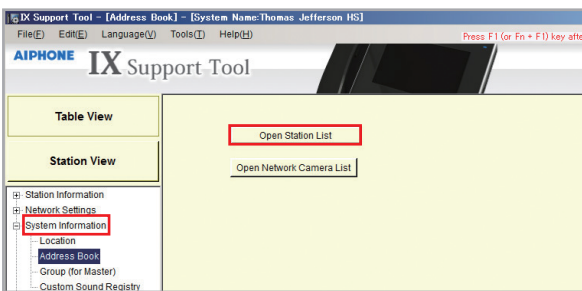 IX Support Tool - [Address Book] - [System Name:Thomas Jefferson HS]
File(F) Edit(E) Language(V) Tools(T) Help(H)
Press F1 (or Fn + F1) key afte
AIPHONE IX Support Tool
Table View
Station View
Open Station List
Open Network Camera List
Station Information
Network Settings
System Information
Location
Address Book
Group (for Master)
Custom Sound Registry